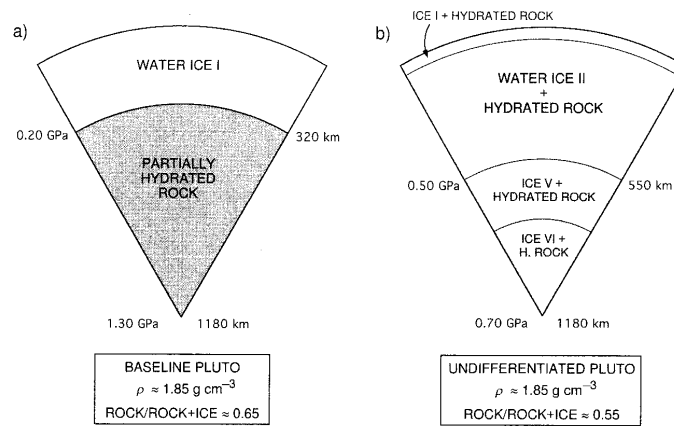 a)
WATER ICE I
0.20 GPa
320 km
PARTIALLY
HYDRATED
ROCK
1.30 GPa
1180 km
BASELINE PLUTO
ρ ≈ 1.85 g cm⁻³
ROCK/ROCK+ICE ≈ 0.65
b)
ICE I + HYDRATED ROCK
WATER ICE II
+
HYDRATED ROCK
0.50 GPa
550 km
ICE V +
HYDRATED ROCK
ICE VI +
H. ROCK
0.70 GPa
1180 km
UNDIFFERENTIATED PLUTO
ρ ≈ 1.85 g cm⁻³
ROCK/ROCK+ICE ≈ 0.55